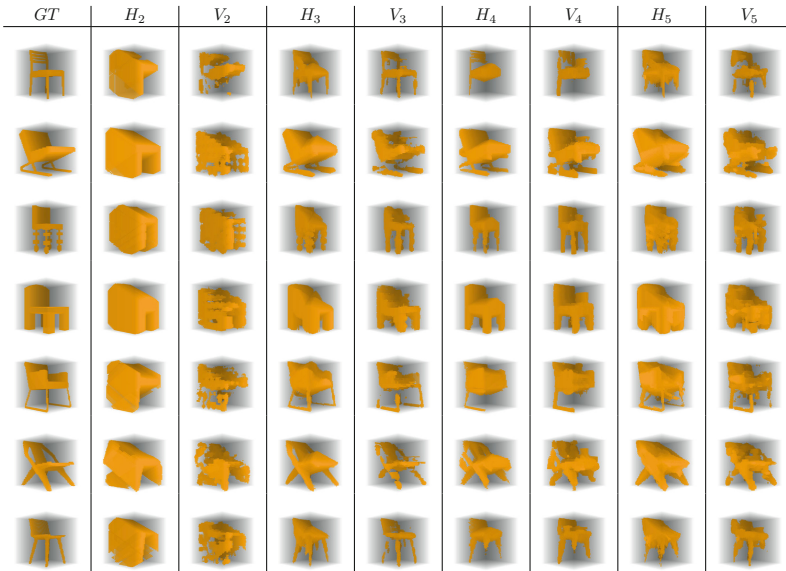 GT H₂ V₂ H₃ V₃ H₄ V₄ H₅ V₅